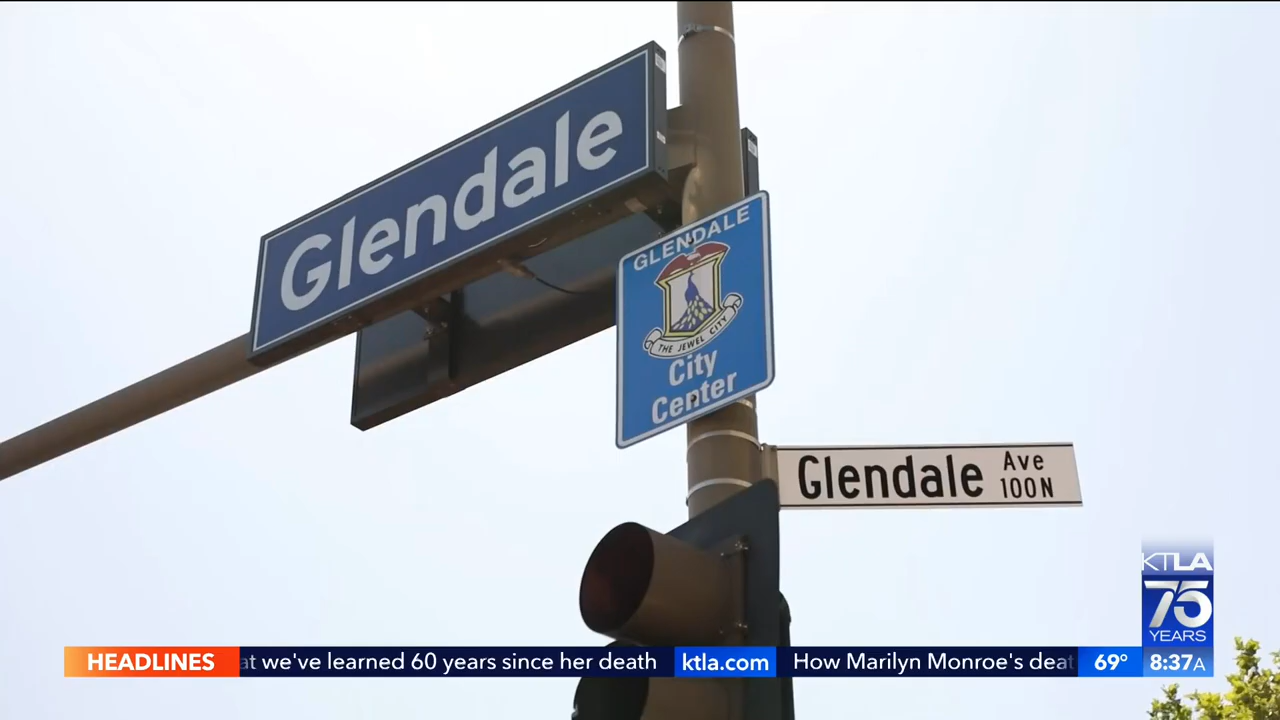 Glendale
GLENDALE
THE JEWEL CITY
City
Center
Glendale Ave
100N
KTLA
75
YEARS
HEADLINES at we've learned 60 years since her death ktla.com How Marilyn Monroe's deat 69° 8:37A